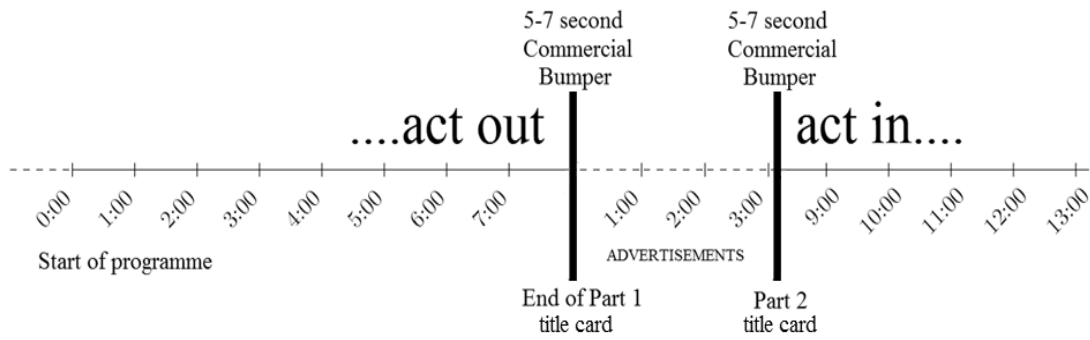 5-7 second
Commercial
Bumper
5-7 second
Commercial
Bumper
....act out
act in....
0:00
1:00
2:00
3:00
4:00
5:00
6:00
7:00
1:00
2:00
3:00
9:00
10:00
11:00
12:00
13:00
Start of programme
ADVERTISEMENTS
End of Part 1
title card
Part 2
title card